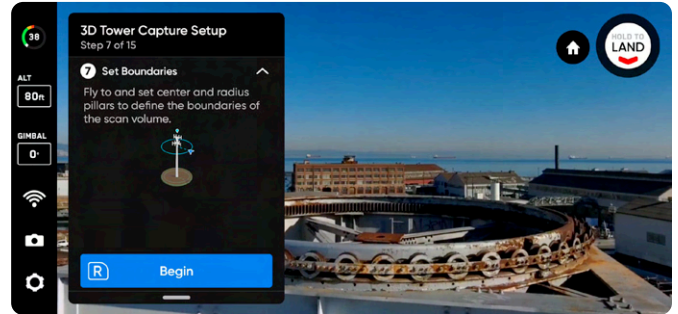 38
ALT
80ft
GIMBAL
0°
3D Tower Capture Setup
Step 7 of 15
7 Set Boundaries
Fly to and set center and radius
pillars to define the boundaries of
the scan volume.
R Begin
HOLD TO
LAND